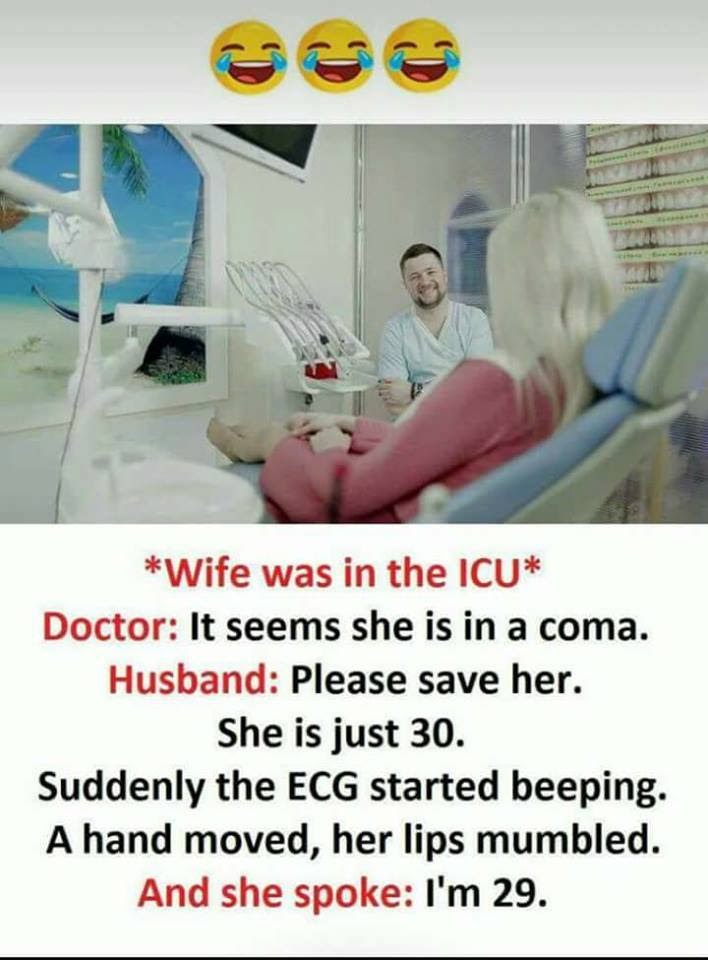 *Wife was in the ICU*
Doctor: It seems she is in a coma.
Husband: Please save her.
She is just 30.
Suddenly the ECG started beeping.
A hand moved, her lips mumbled.
And she spoke: I'm 29.